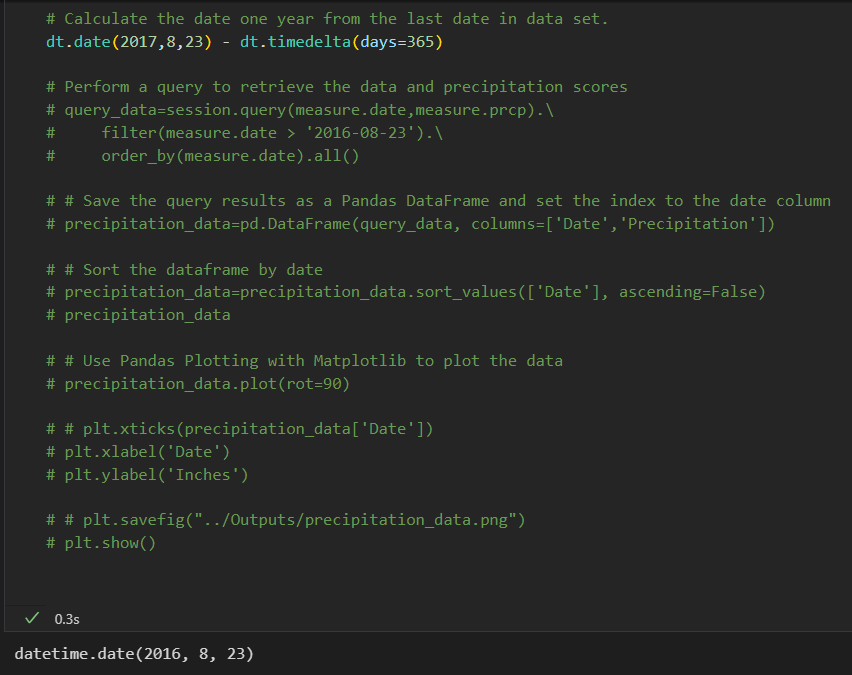 # Calculate the date one year from the last date in data set.
dt.date(2017,8,23) - dt.timedelta(days=365)
# Perform a query to retrieve the data and precipitation scores
# query_data=session.query(measure.date,measure.prcp).\
#     filter(measure.date > '2016-08-23').\
#     order_by(measure.date).all()
# # Save the query results as a Pandas DataFrame and set the index to the date column
# precipitation_data=pd.DataFrame(query_data, columns=['Date','Precipitation'])
# # Sort the dataframe by date
# precipitation_data=precipitation_data.sort_values(['Date'], ascending=False)
# precipitation_data
# # Use Pandas Plotting with Matplotlib to plot the data
# precipitation_data.plot(rot=90)
# # plt.xticks(precipitation_data['Date'])
# plt.xlabel('Date')
# plt.ylabel('Inches')
# # plt.savefig("../Outputs/precipitation_data.png")
# plt.show()
✓ 0.3s
datetime.date(2016, 8, 23)